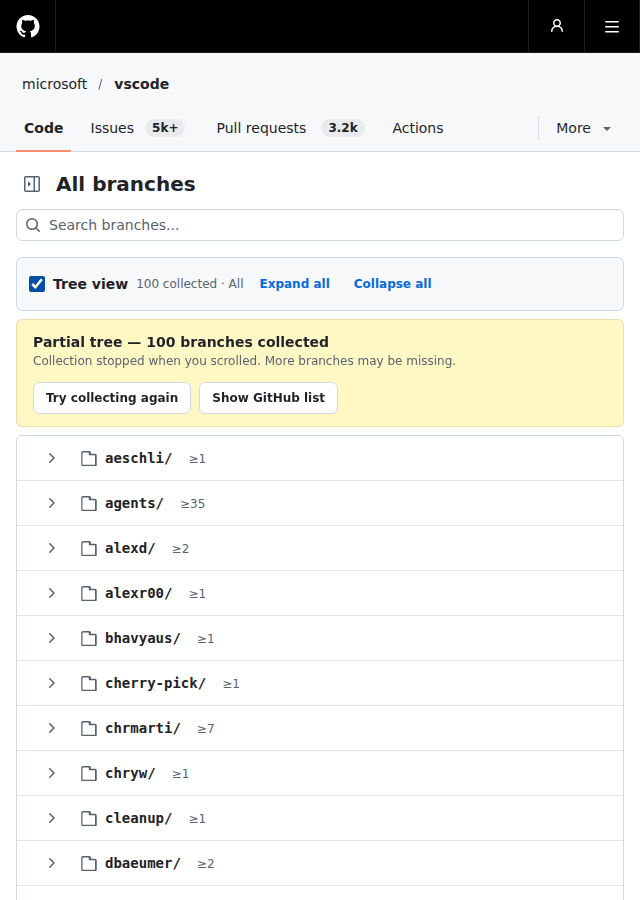 microsoft / vscode
Code Issues 5k+ Pull requests 3.2k Actions More
All branches
Search branches...
Tree view 100 collected · All Expand all Collapse all
Partial tree — 100 branches collected
Collection stopped when you scrolled. More branches may be missing.
Try collecting again Show GitHub list
aeschli/ ≥1
agents/ ≥35
alexd/ ≥2
alexr00/ ≥1
bhavyaus/ ≥1
cherry-pick/ ≥1
chrmarti/ ≥7
chryw/ ≥1
cleanup/ ≥1
dbaeumer/ ≥2